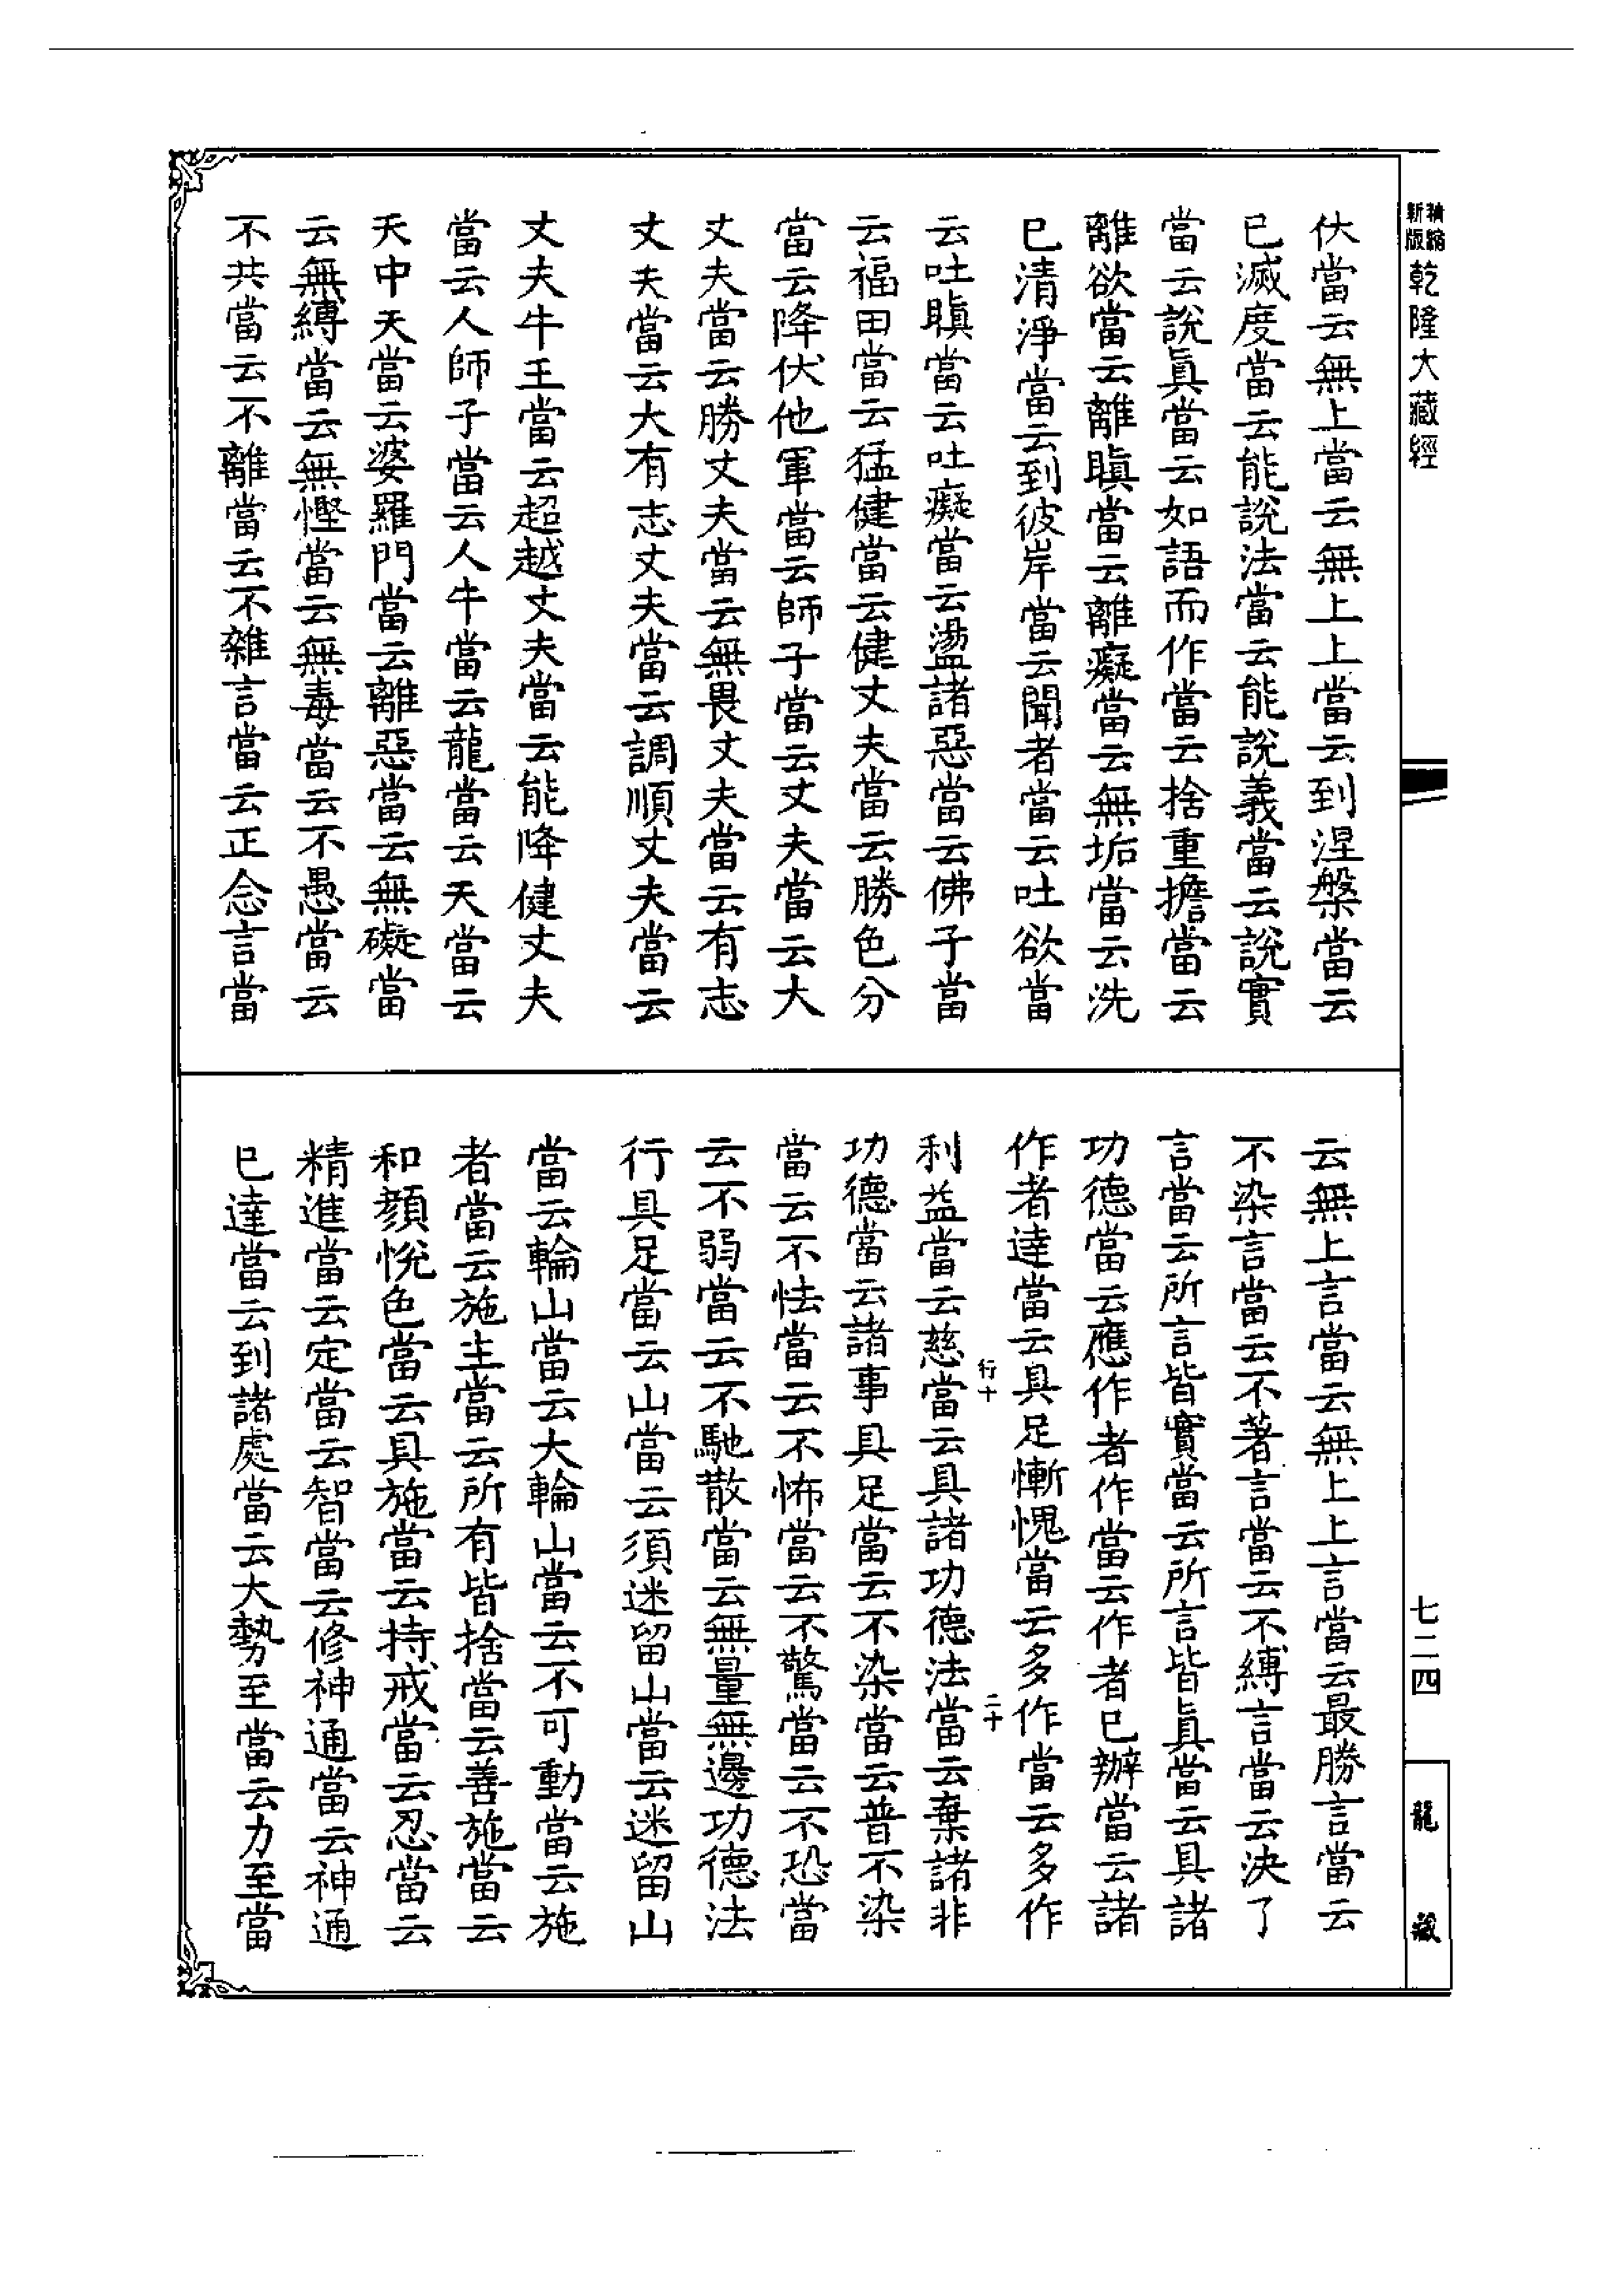 新版 精縮 乾隆大藏經
伏當云無上當云無上上當云到涅槃當云
已滅度當云能說法當云能說義當云說實
當云說眞當云如語而作當云捨重擔當云
離欲當云離瞋當云離癡當云無垢當云洗
已清淨當云到彼岸當云聞者當云吐欲當
云吐瞋當云吐癡當云盪諸惡當云佛子當
云福田當云猛健當云健丈夫當云勝色分
當云降伏他軍當云師子當云丈夫當云大
丈夫當云勝丈夫當云無畏丈夫當云有志
丈夫當云大有志丈夫當云調順丈夫當云
丈夫牛王當云超越丈夫當云能降健丈夫
當云人師子當云人牛當云龍當云天當云
天中天當云婆羅門當云離惡當云無礙當
云無縛當云無慳當云無毒當云不愚當云
不共當云不離當云不雜言當云正念言當
云無上言當云無上上言當云最勝言當云
不染言當云不著言當云不縛言當云決了
言當云所言皆實當云所言皆眞當云具諸
功德當云應作者作當云作者已辦當云諸
作者達當云具足慚愧當云多作當云多作
行十
二十
利益當云慈當云具諸功德法當云棄諸非
功德當云諸事具足當云不染當云普不染
當云不怯當云不怖當云不驚當云不恐當
云不弱當云不馳散當云無量無邊功德法
行具足當云山當云須迷留山當云迷留山
當云輪山當云大輪山當云不可動當云施
者當云施主當云所有皆捨當云善施當云
和顏悅色當云具施當云持戒當云忍當云
精進當云定當云智當云修神通當云神通
已達當云到諸處當云大勢至當云力至當
七二四
龍藏